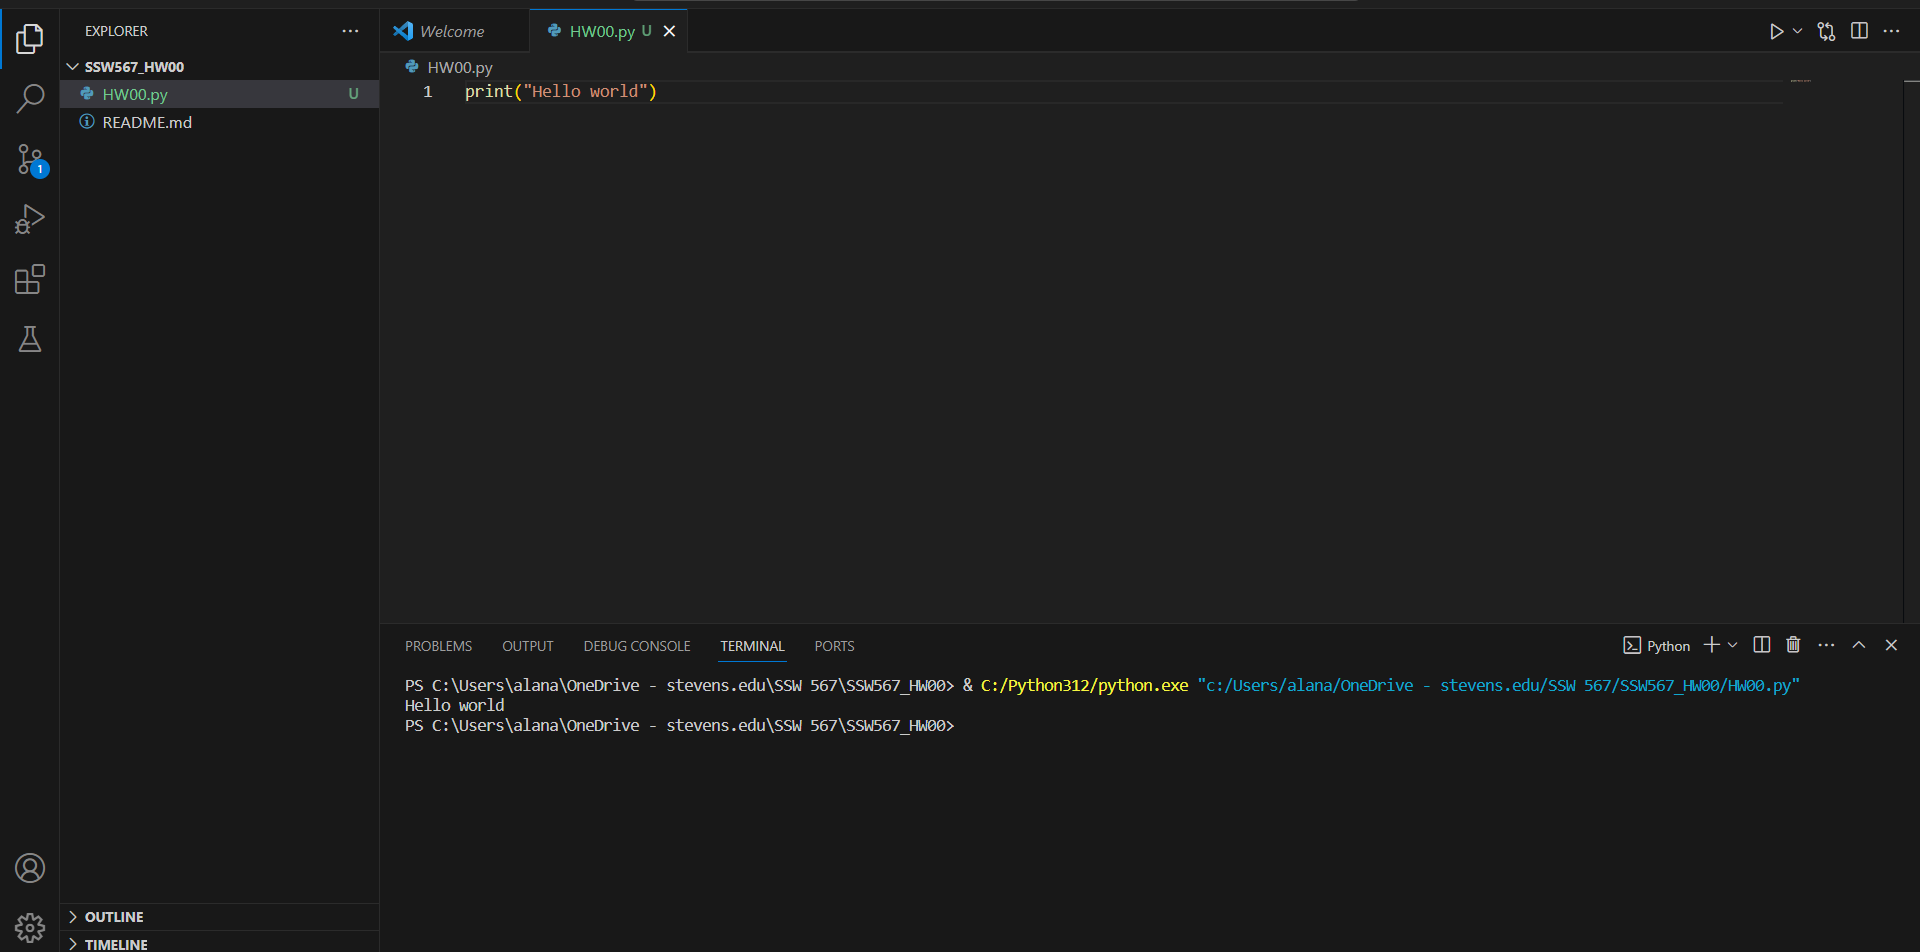 EXPLORER
SSW567_HW00
HW00.py U
README.md
1
OUTLINE
TIMELINE
Welcome
HW00.py U
HW00.py
1 print("Hello world")
PROBLEMS OUTPUT DEBUG CONSOLE TERMINAL PORTS
Python
PS C:\Users\alana\OneDrive - stevens.edu\SSW 567\SSW567_HW00> & C:/Python312/python.exe "c:/Users/alana/OneDrive - stevens.edu/SSW 567/SSW567_HW00/HW00.py"
Hello world
PS C:\Users\alana\OneDrive - stevens.edu\SSW 567\SSW567_HW00>